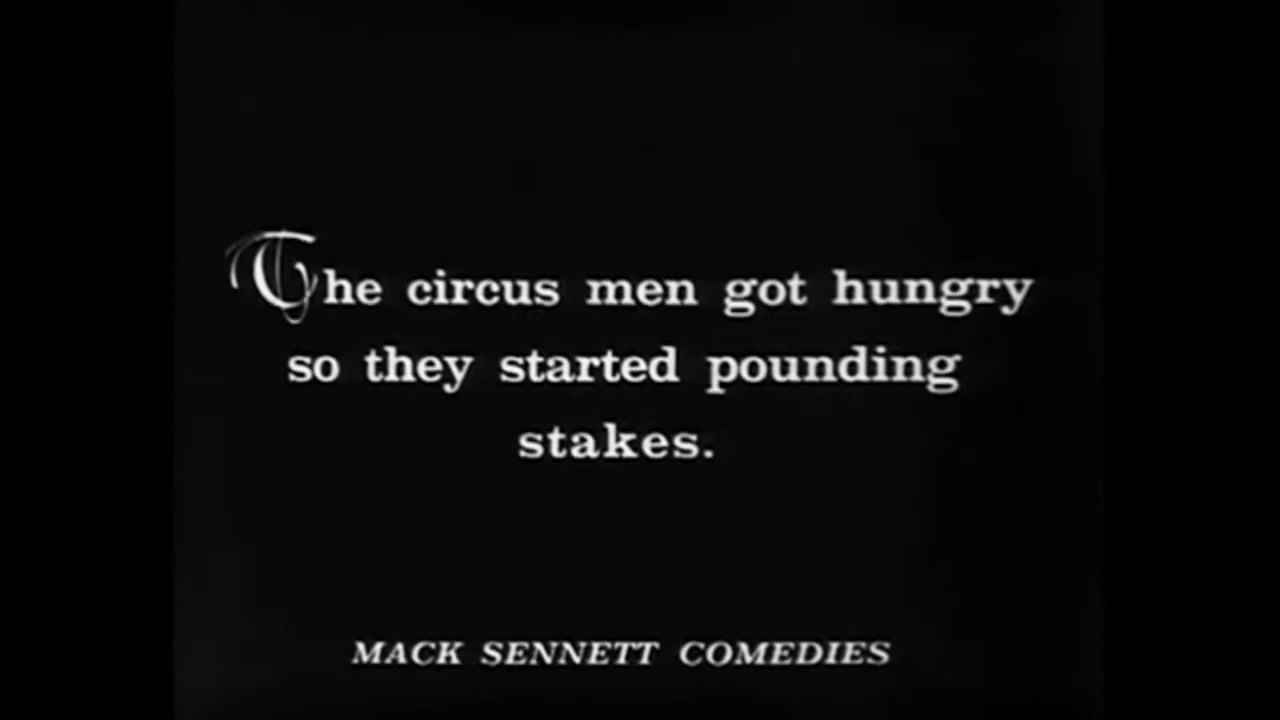 The circus men got hungry
so they started pounding
stakes.
MACK SENNETT COMEDIES